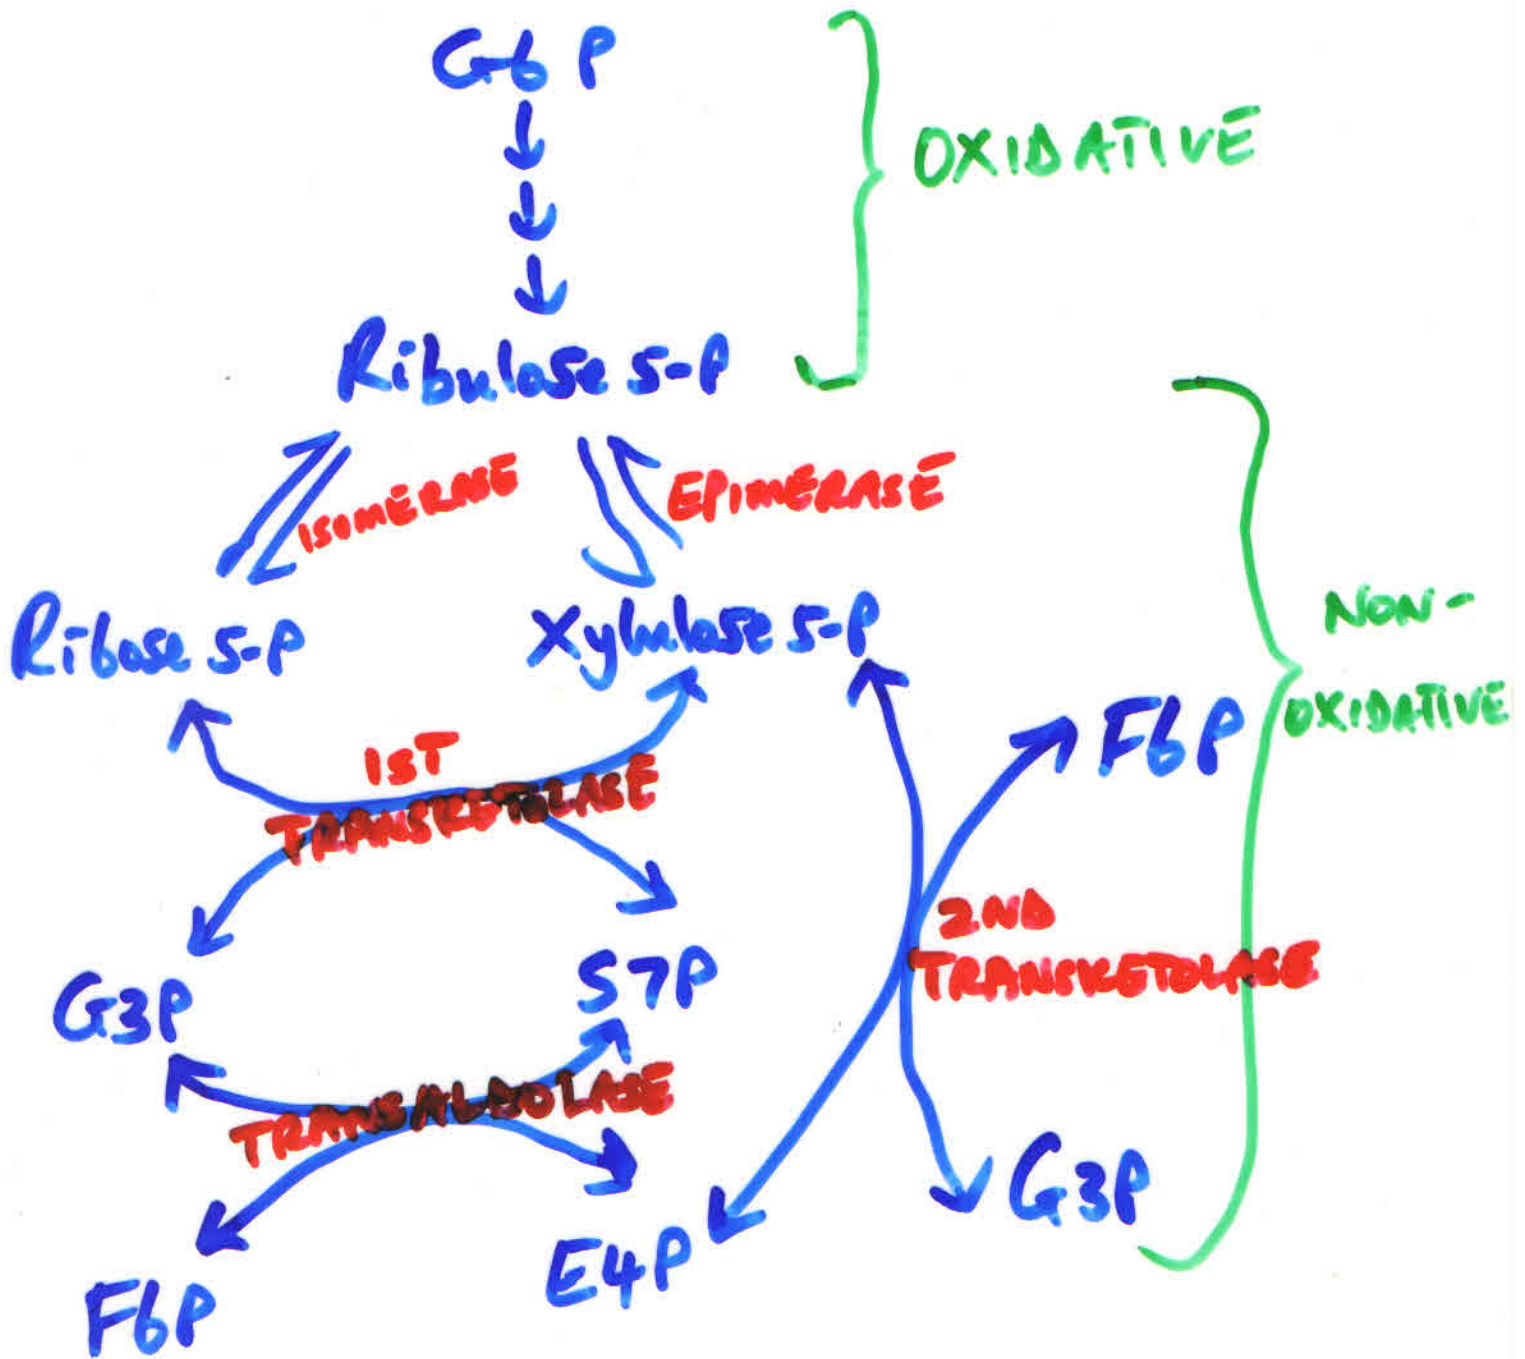 G6P
OXIDATIVE
Ribulose 5-P
ISOMERASE
EPIMERASE
Ribose 5-P
Xylulose 5-P
NON-
OXIDATIVE
F6P
1ST
TRANSKETOLASE
2ND
TRANSKETOLASE
G3P
S7P
TRANSALDOLASE
G3P
E4P
F6P